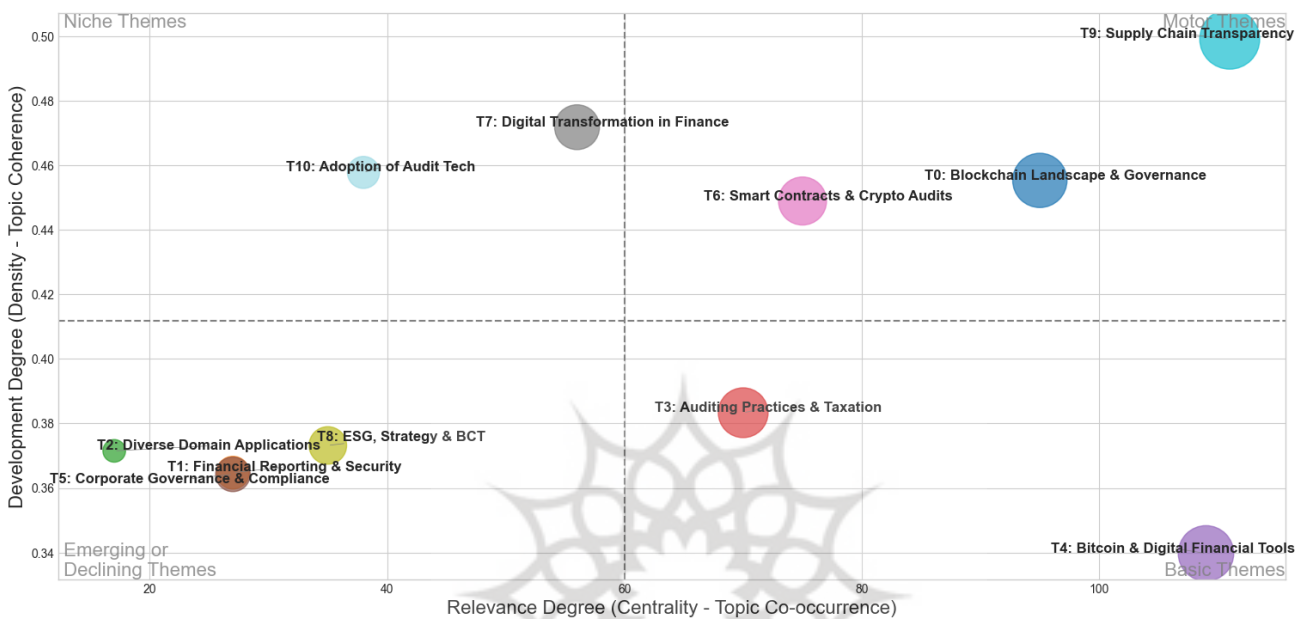 Niche Themes
Motor Themes
T9: Supply Chain Transparency
T7: Digital Transformation in Finance
T10: Adoption of Audit Tech
T0: Blockchain Landscape & Governance
T6: Smart Contracts & Crypto Audits
T3: Auditing Practices & Taxation
T8: ESG, Strategy & BCT
T2: Diverse Domain Applications
T1: Financial Reporting & Security
T5: Corporate Governance & Compliance
T4: Bitcoin & Digital Financial Tools
Emerging or
Declining Themes
Basic Themes
Development Degree (Density - Topic Coherence)
0.50
0.48
0.46
0.44
0.42
0.40
0.38
0.36
0.34
20
40
60
80
100
Relevance Degree (Centrality - Topic Co-occurrence)